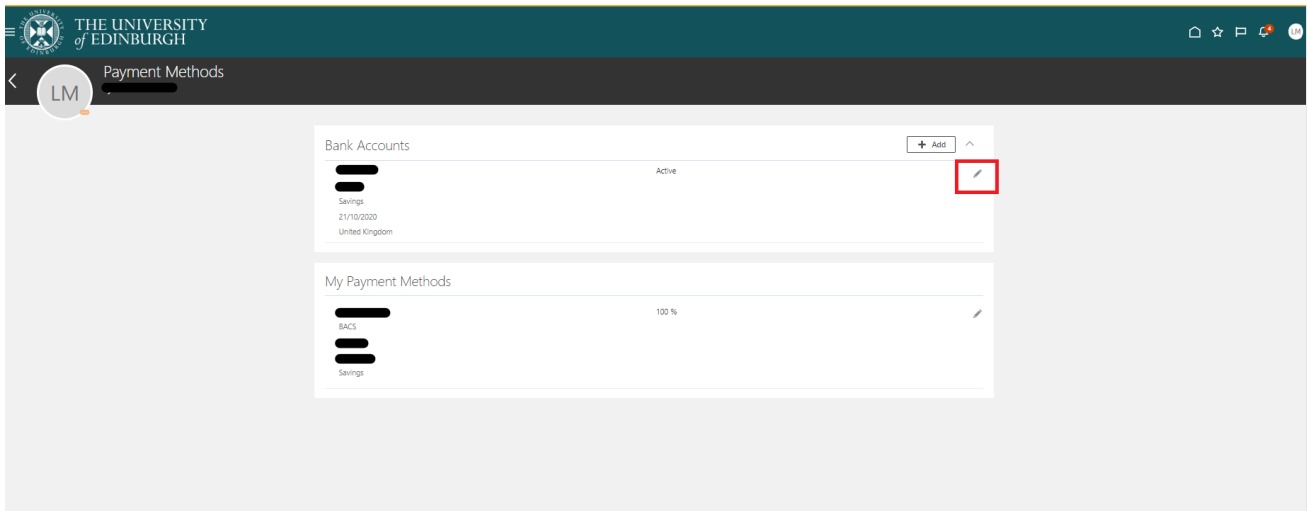 THE UNIVERSITY
of EDINBURGH
4
LM
Payment Methods
LM
Bank Accounts
+ Add
Active
Savings
21/10/2020
United Kingdom
My Payment Methods
100 %
BACS
Savings